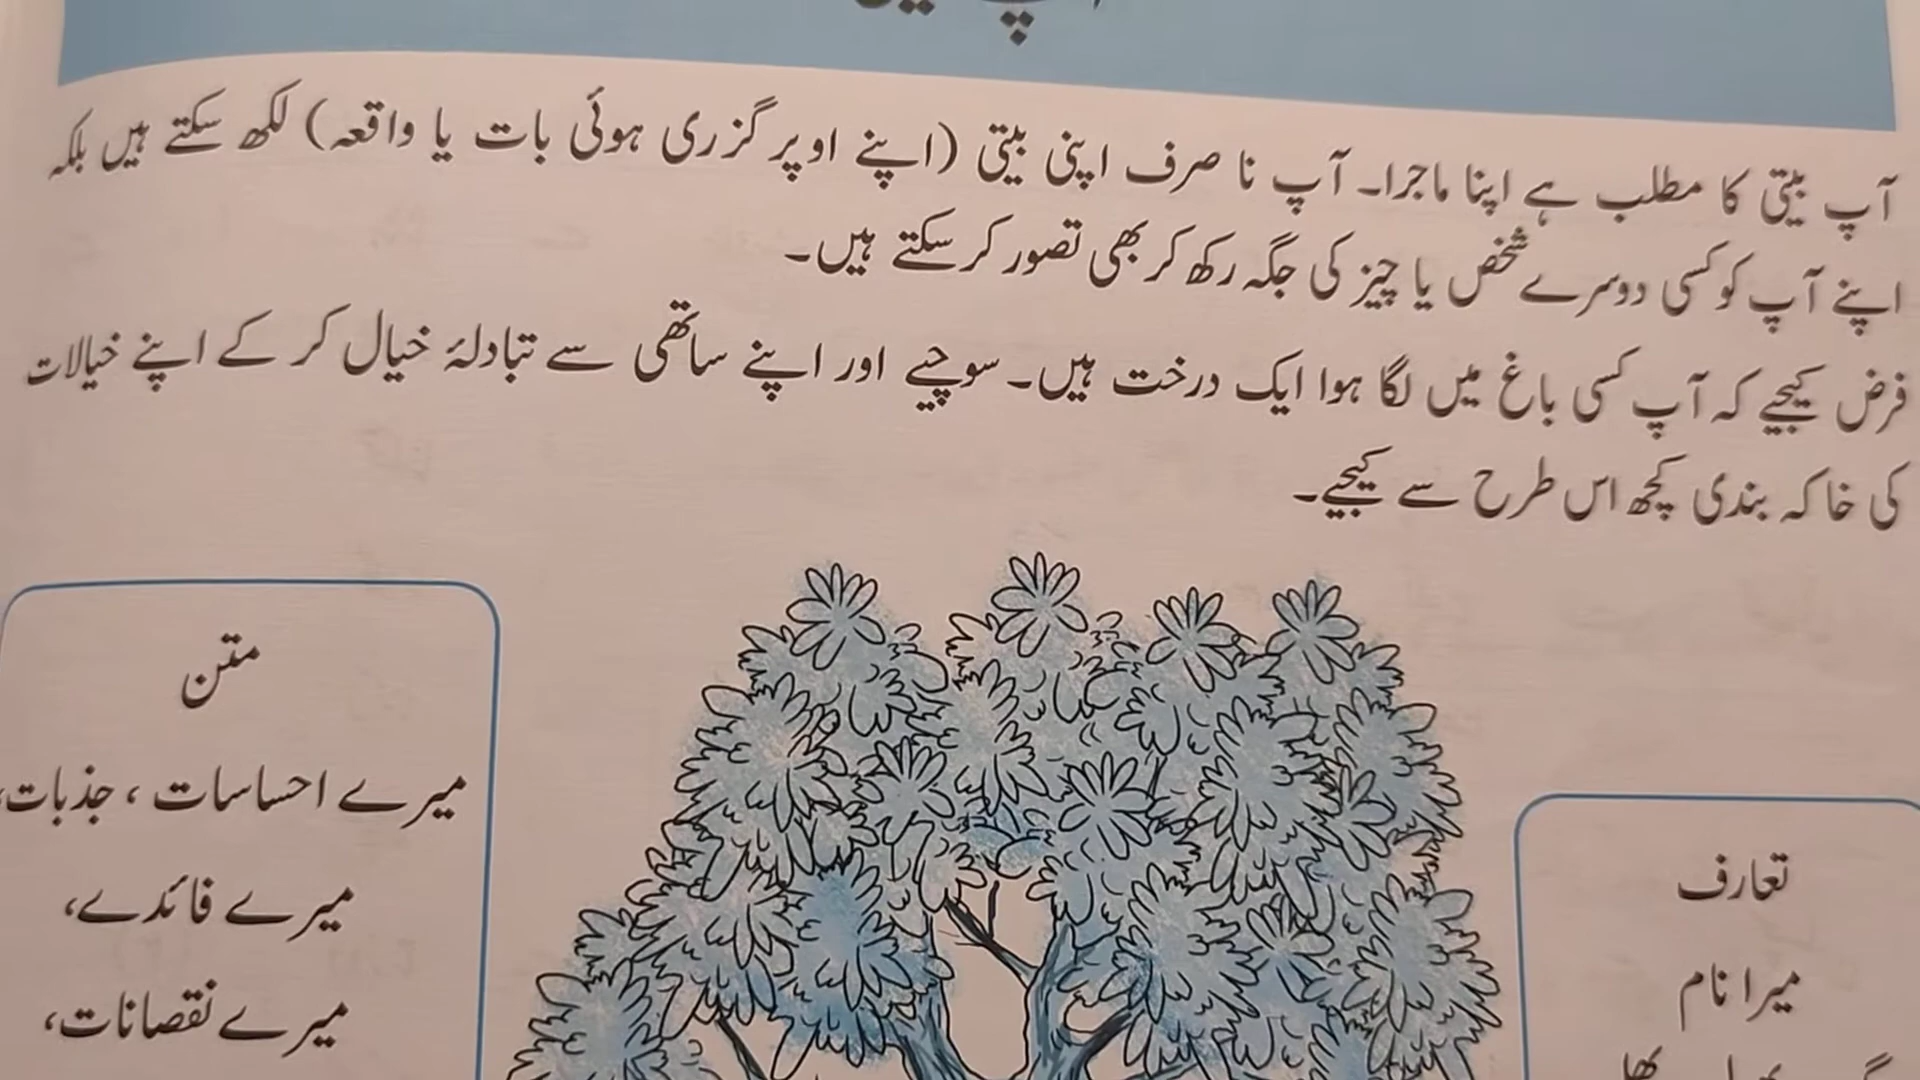 آپ بیتی کا مطلب ہے اپنا ماجرا۔ آپ نا صرف اپنی بیتی (اپنے اوپر گزری ہوئی بات یا واقعہ) لکھ سکتے ہیں بلکہ
اپنے آپ کو کسی دوسرے شخص یا چیز کی جگہ رکھ کر بھی تصور کر سکتے ہیں۔
فرض کیجیے کہ آپ کسی باغ میں لگا ہوا ایک درخت ہیں۔ سوچیے اور اپنے ساتھی سے تبادلۂ خیال کر کے اپنے خیالات
کی خاکہ بندی کچھ اس طرح سے کیجیے۔
تعارف
میرا نام
متن
میرے احساسات ، جذبات،
میرے فائدے،
میرے نقصانات،